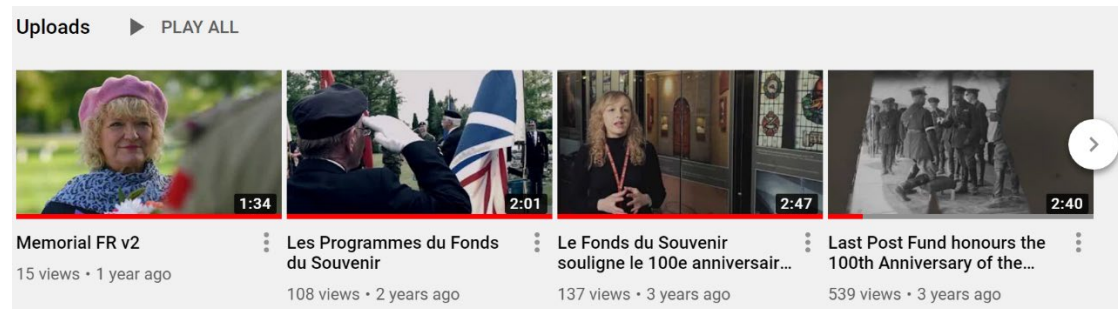 Uploads PLAY ALL
1:34 2:01 2:47 2:40
Memorial FR v2
15 views • 1 year ago
Les Programmes du Fonds
du Souvenir
108 views • 2 years ago
Le Fonds du Souvenir
souligne le 100e anniversair...
137 views • 3 years ago
Last Post Fund honours the
100th Anniversary of the...
539 views • 3 years ago